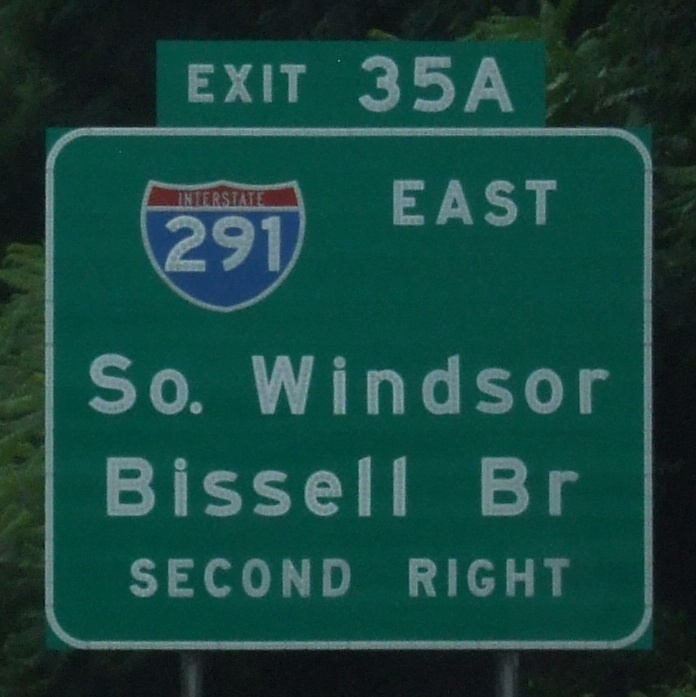 EXIT 35A
INTERSTATE
291
EAST
So. Windsor
Bissell Br
SECOND RIGHT